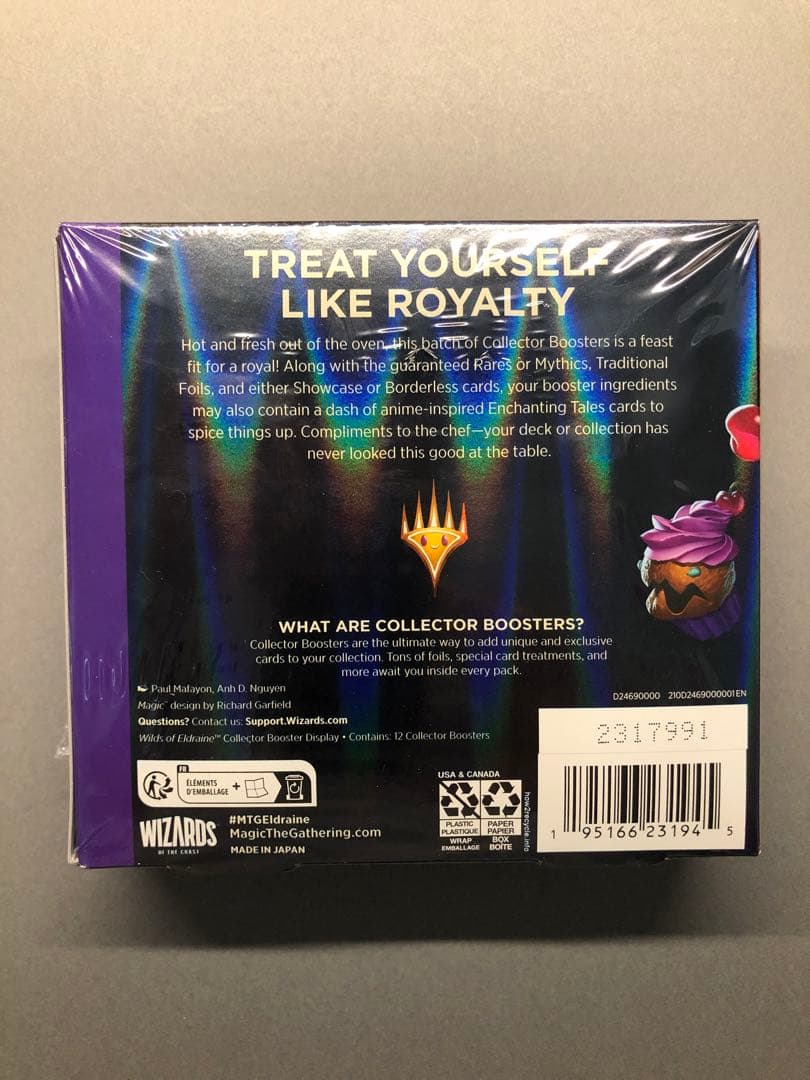 TREAT YOURSELF
LIKE ROYALTY
Hot and fresh out of the oven, this batch of Collector Boosters is a feast
fit for a royal! Along with the guaranteed Rares or Mythics, Traditional
Foils, and either Showcase or Borderless cards, your booster ingredients
may also contain a dash of anime-inspired Enchanting Tales cards to
spice things up. Compliments to the chef—your deck or collection has
never looked this good at the table.
WHAT ARE COLLECTOR BOOSTERS?
Collector Boosters are the ultimate way to add unique and exclusive
cards to your collection. Tons of foils, special card treatments, and
more await you inside every pack.
Paul Mafayon, Anh D. Nguyen
Magic™ design by Richard Garfield
Questions? Contact us: Support.Wizards.com
Wilds of Eldraine™ Collector Booster Display • Contains: 12 Collector Boosters
D24690000 210D2469000001EN
2317991
FR
ÉLÉMENTS
D'EMBALLAGE +
WIZARDS
OF THE COAST
#MTGEldraine
MagicTheGathering.com
MADE IN JAPAN
USA & CANADA
PLASTIC
PLASTIQUE
WRAP
EMBALLAGE
PAPER
PAPIER
BOX
BOÎTE
how2recycle.info
1 95166 23194 5